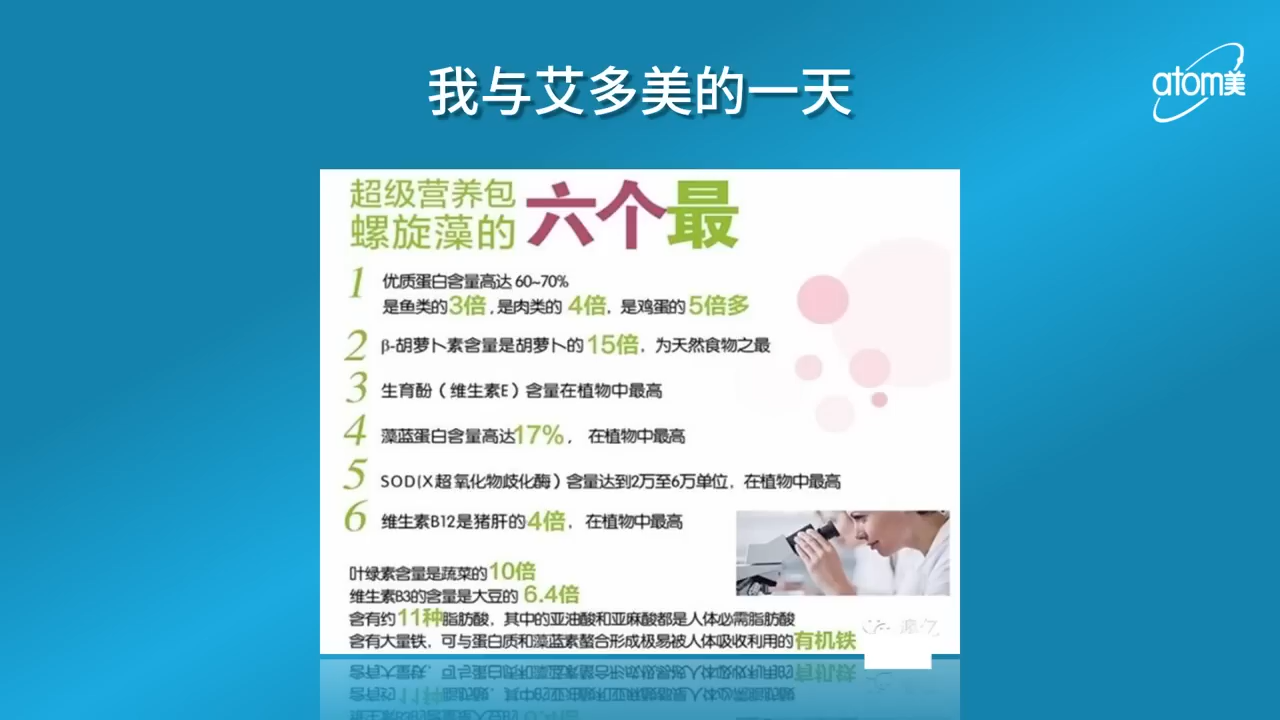 我与艾多美的一天
atom美
超级营养包
螺旋藻的 六个最
1 优质蛋白含量高达 60~70%
是鱼类的3倍，是肉类的 4倍，是鸡蛋的 5倍多
2 β-胡萝卜素含量是胡萝卜的 15倍，为天然食物之最
3 生育酚（维生素E）含量在植物中最高
4 藻蓝蛋白含量高达17%， 在植物中最高
5 SOD(X超氧化物歧化酶）含量达到2万至6万单位，在植物中最高
6 维生素B12是猪肝的4倍，在植物中最高
叶绿素含量是蔬菜的10倍
维生素B3的含量是大豆的 6.4倍
含有约11种脂肪酸，其中的亚油酸和亚麻酸都是人体必需脂肪酸
含有大量铁，可与蛋白质和藻蓝素螯合形成极易被人体吸收利用的有机铁